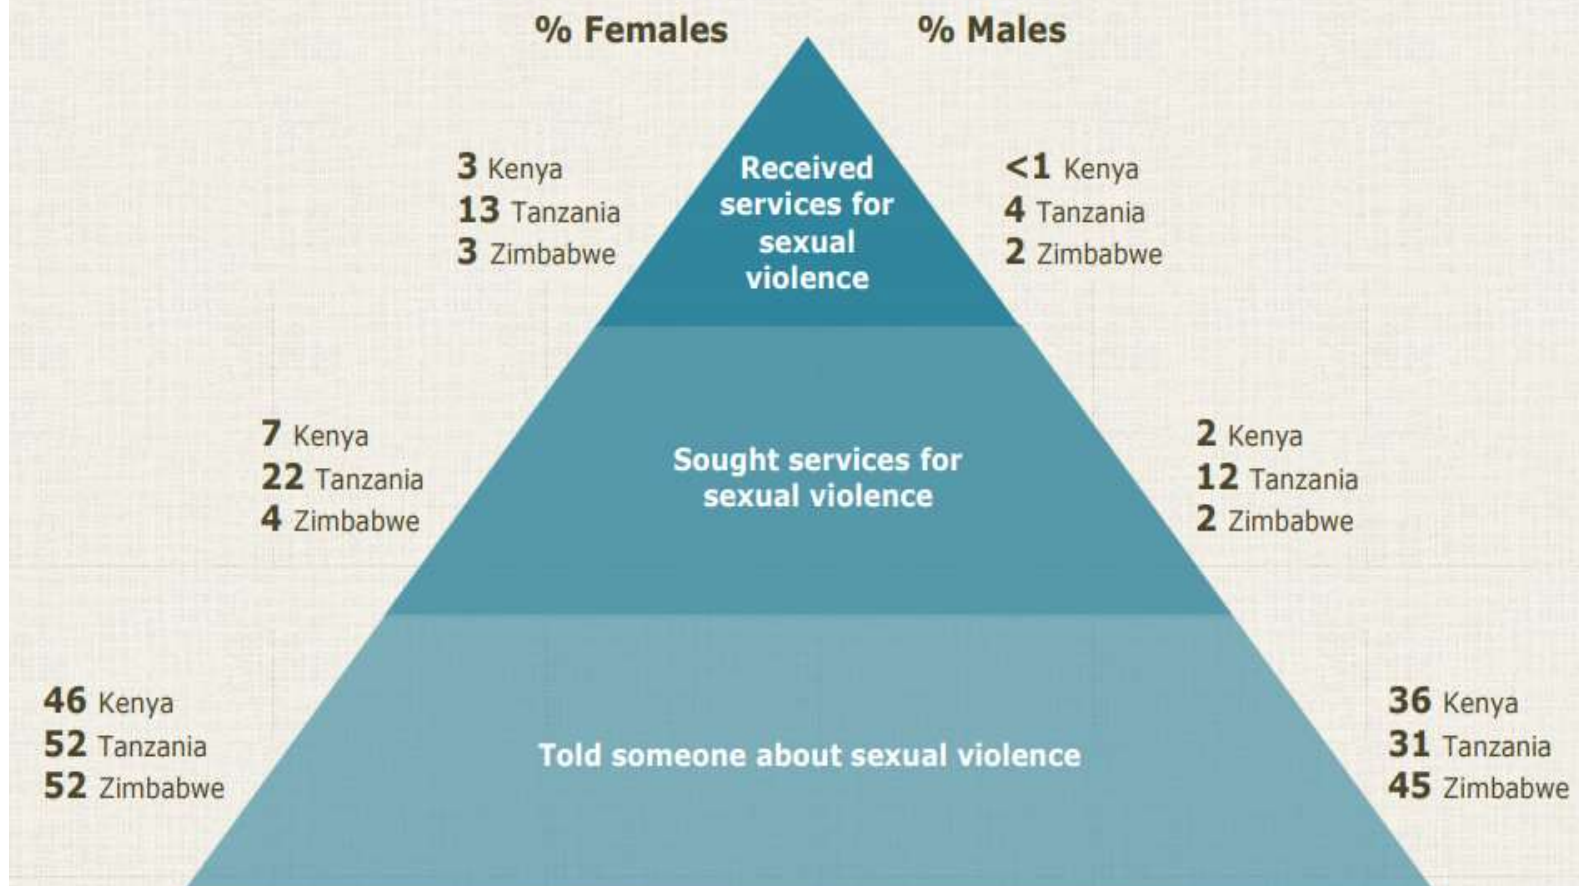 % Females
% Males
3 Kenya
13 Tanzania
3 Zimbabwe
Received
services for
sexual
violence
<1 Kenya
4 Tanzania
2 Zimbabwe
7 Kenya
22 Tanzania
4 Zimbabwe
Sought services for
sexual violence
2 Kenya
12 Tanzania
2 Zimbabwe
46 Kenya
52 Tanzania
52 Zimbabwe
Told someone about sexual violence
36 Kenya
31 Tanzania
45 Zimbabwe